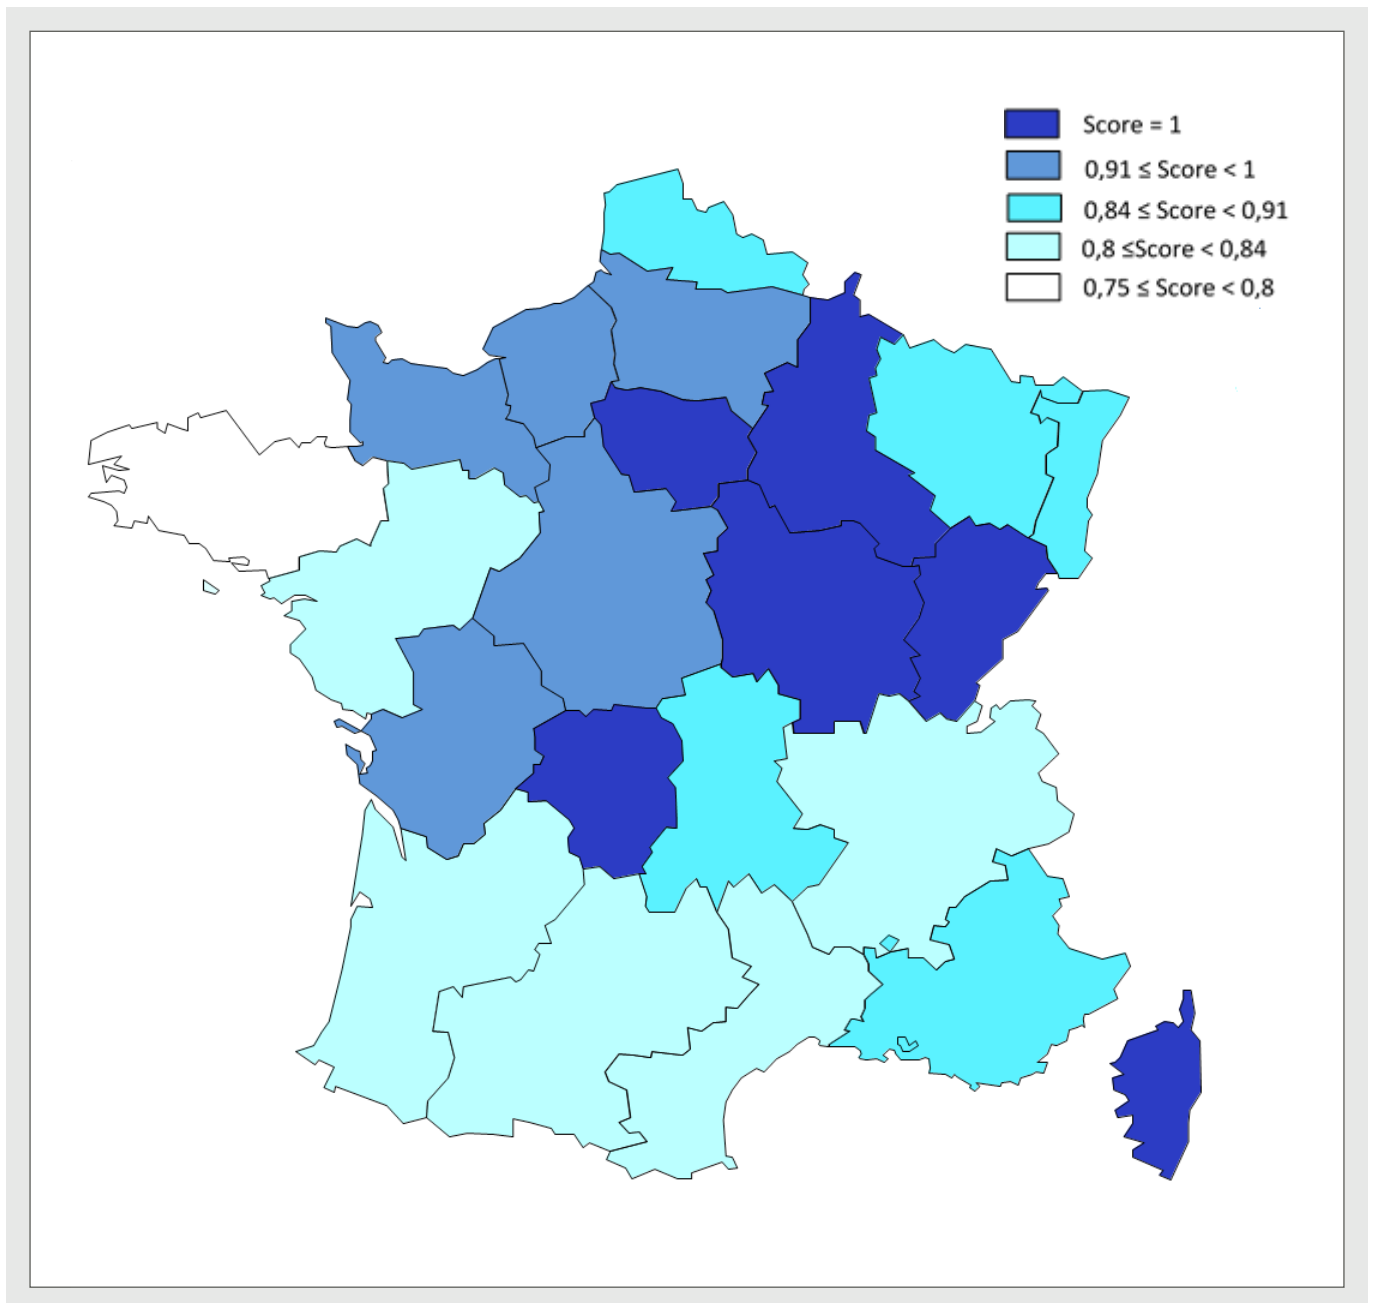 Score = 1
0,91 ≤ Score < 1
0,84 ≤ Score < 0,91
0,8 ≤Score < 0,84
0,75 ≤ Score < 0,8